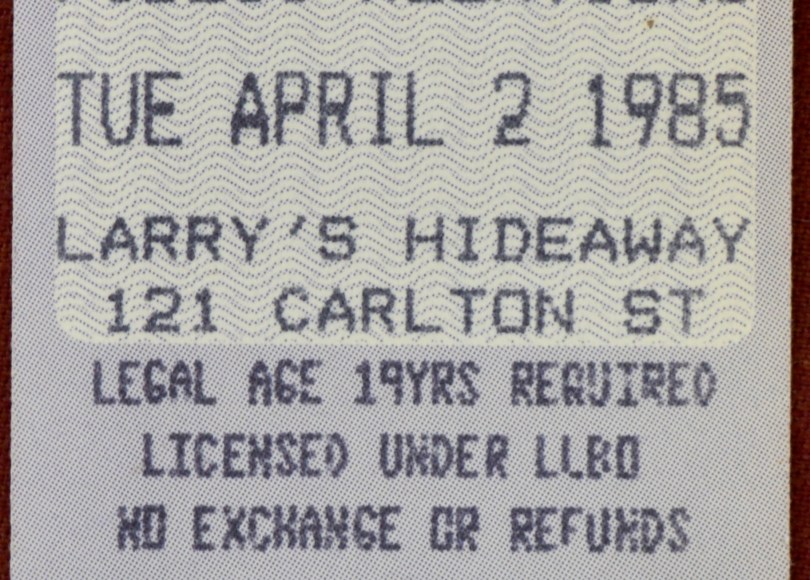 TUE APRIL 2 1985
LARRY'S HIDEAWAY
121 CARLTON ST
LEGAL AGE 19YRS REQUIRED
LICENSED UNDER LLBO
NO EXCHANGE OR REFUNDS